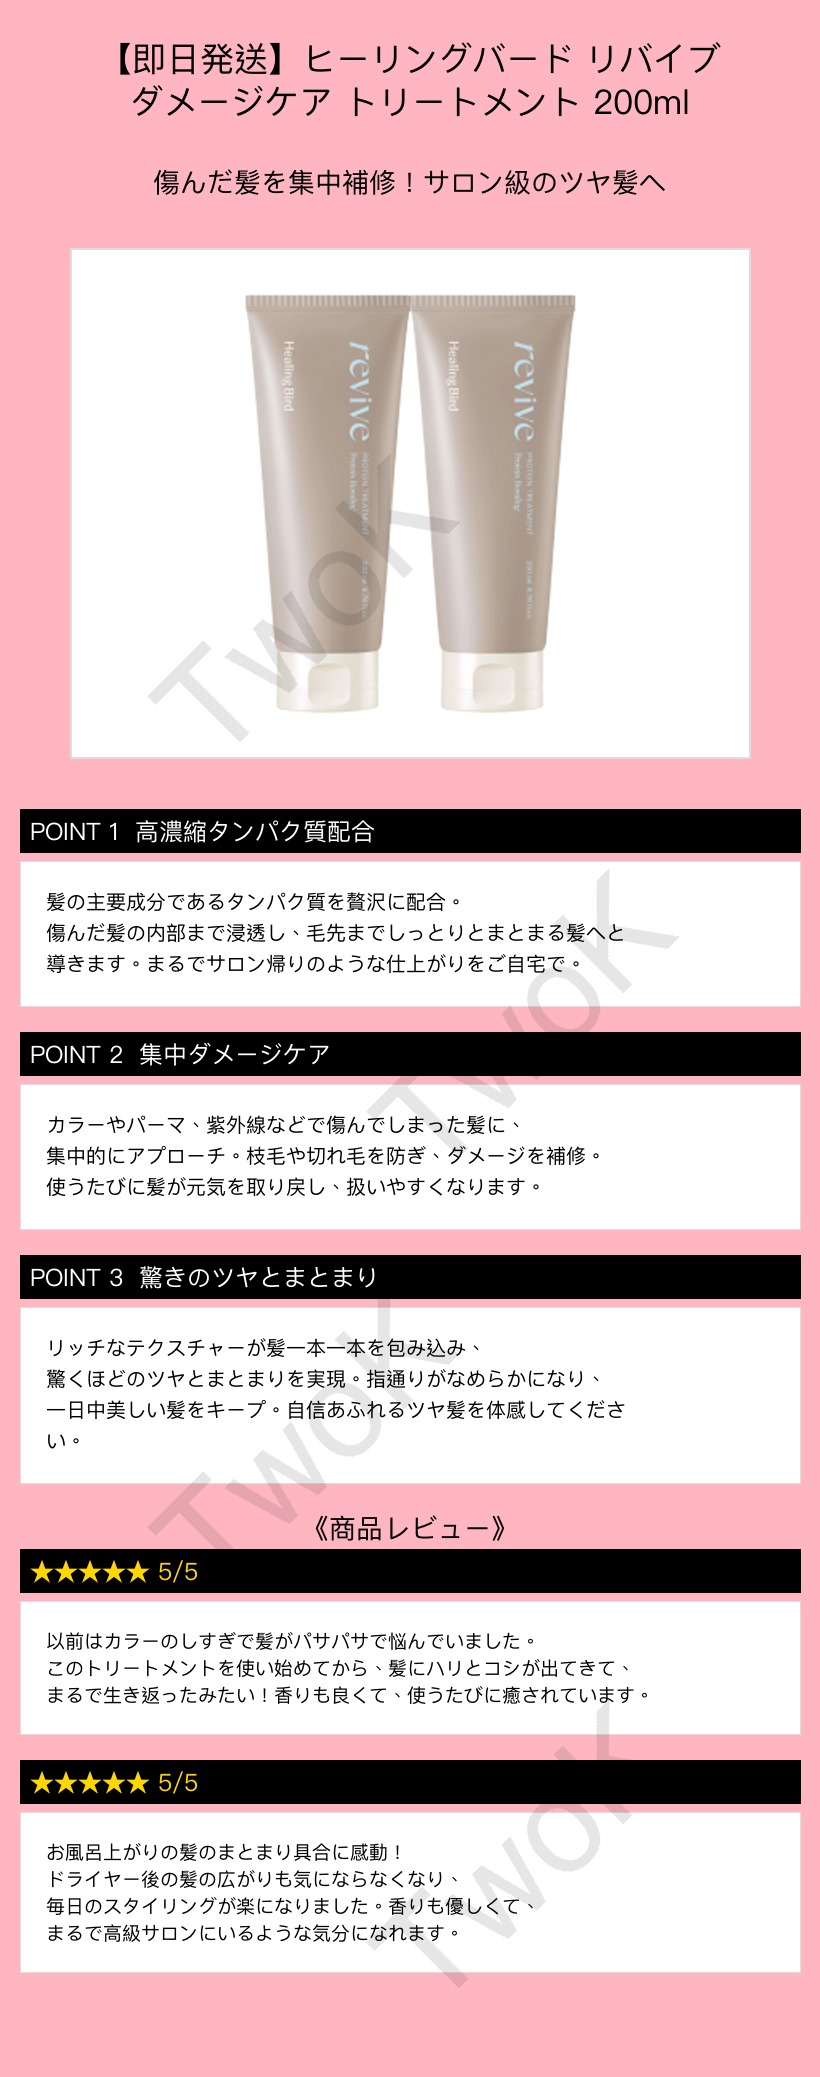 【即日発送】ヒーリングバード リバイブ
ダメージケア トリートメント 200ml
傷んだ髪を集中補修！サロン級のツヤ髪へ
revive
Healing Bird
PROTEIN TREATMENT
Protein Bonding
revive
Healing Bird
PROTEIN TREATMENT
Protein Bonding
200 ml
TwoK
POINT 1 高濃縮タンパク質配合
髪の主要成分であるタンパク質を贅沢に配合。
傷んだ髪の内部まで浸透し、毛先までしっとりとまとまる髪へと
導きます。まるでサロン帰りのような仕上がりをご自宅で。
TwoK
POINT 2 集中ダメージケア
カラーやパーマ、紫外線などで傷んでしまった髪に、
集中的にアプローチ。枝毛や切れ毛を防ぎ、ダメージを補修。
使うたびに髪が元気を取り戻し、扱いやすくなります。
POINT 3 驚きのツヤとまとまり
リッチなテクスチャーが髪一本一本を包み込み、
驚くほどのツヤとまとまりを実現。指通りがなめらかになり、
一日中美しい髪をキープ。自信あふれるツヤ髪を体感してくださ
い。
TwoK
《商品レビュー》
★★★★★ 5/5
以前はカラーのしすぎで髪がパサパサで悩んでいました。
このトリートメントを使い始めてから、髪にハリとコシが出てきて、
まるで生き返ったみたい！香りも良くて、使うたびに癒されています。
★★★★★ 5/5
お風呂上がりの髪のまとまり具合に感動！
ドライヤー後の髪の広がりも気にならなくなり、
毎日のスタイリングが楽になりました。香りも優しくて、
まるで高級サロンにいるような気分になれます。
TwoK